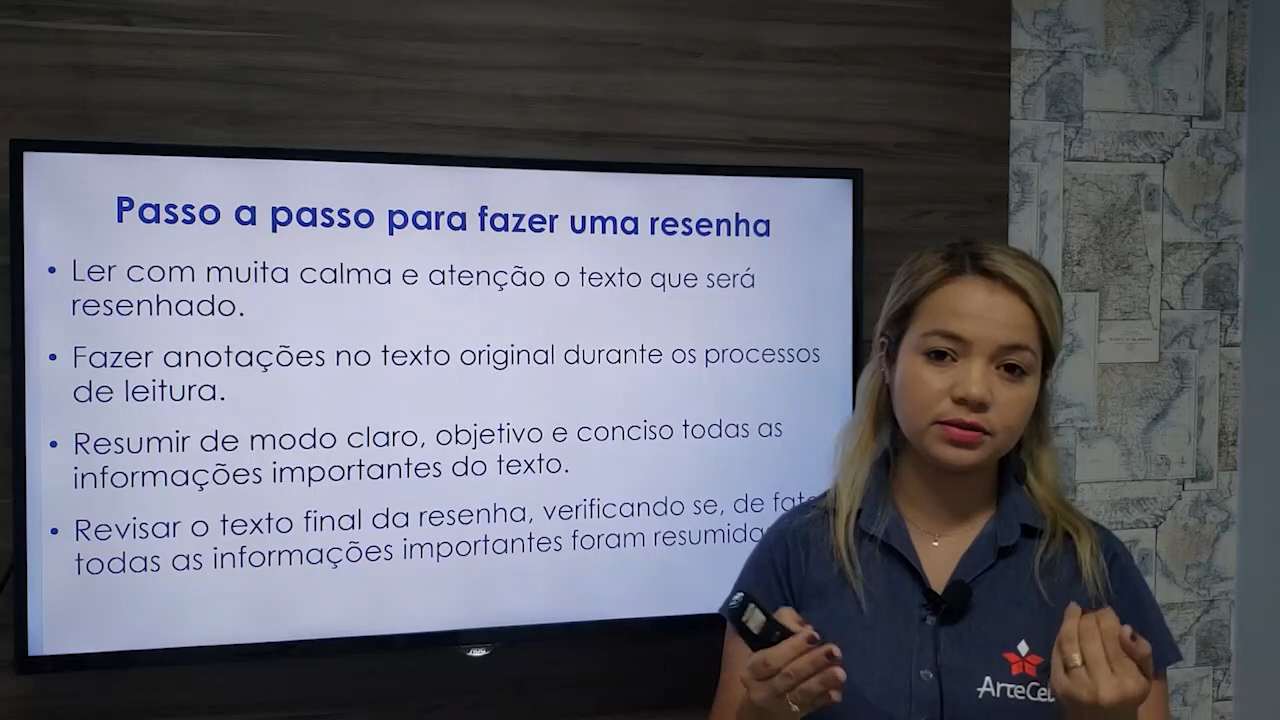 Passo a passo para fazer uma resenha
• Ler com muita calma e atenção o texto que será
resenhado.
• Fazer anotações no texto original durante os processos
de leitura.
• Resumir de modo claro, objetivo e conciso todas as
informações importantes do texto.
• Revisar o texto final da resenha, verificando se, de
todas as informações importantes foram
AOC